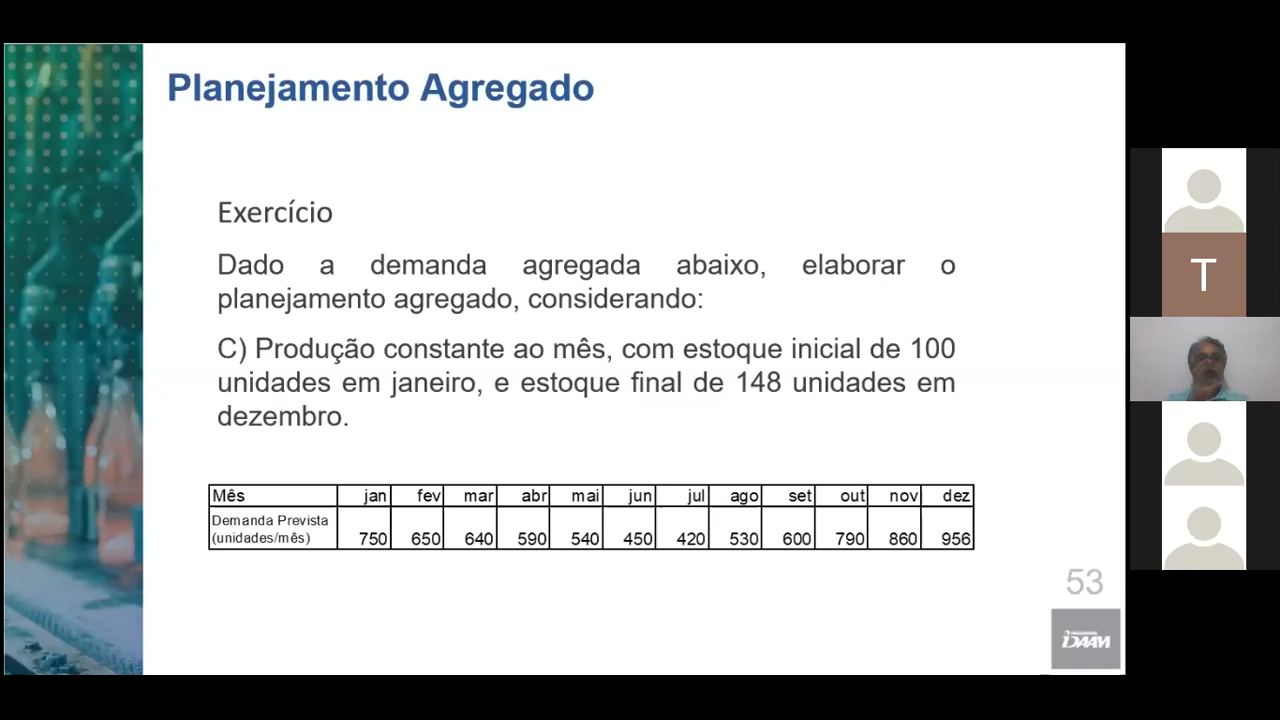 Planejamento Agregado
Exercício
Dado a demanda agregada abaixo, elaborar o
planejamento agregado, considerando:
C) Produção constante ao mês, com estoque inicial de 100
unidades em janeiro, e estoque final de 148 unidades em
dezembro.
Mês jan fev mar abr mai jun jul ago set out nov dez
Demanda Prevista
(unidades/mês) 750 650 640 590 540 450 420 530 600 790 860 956
53
T